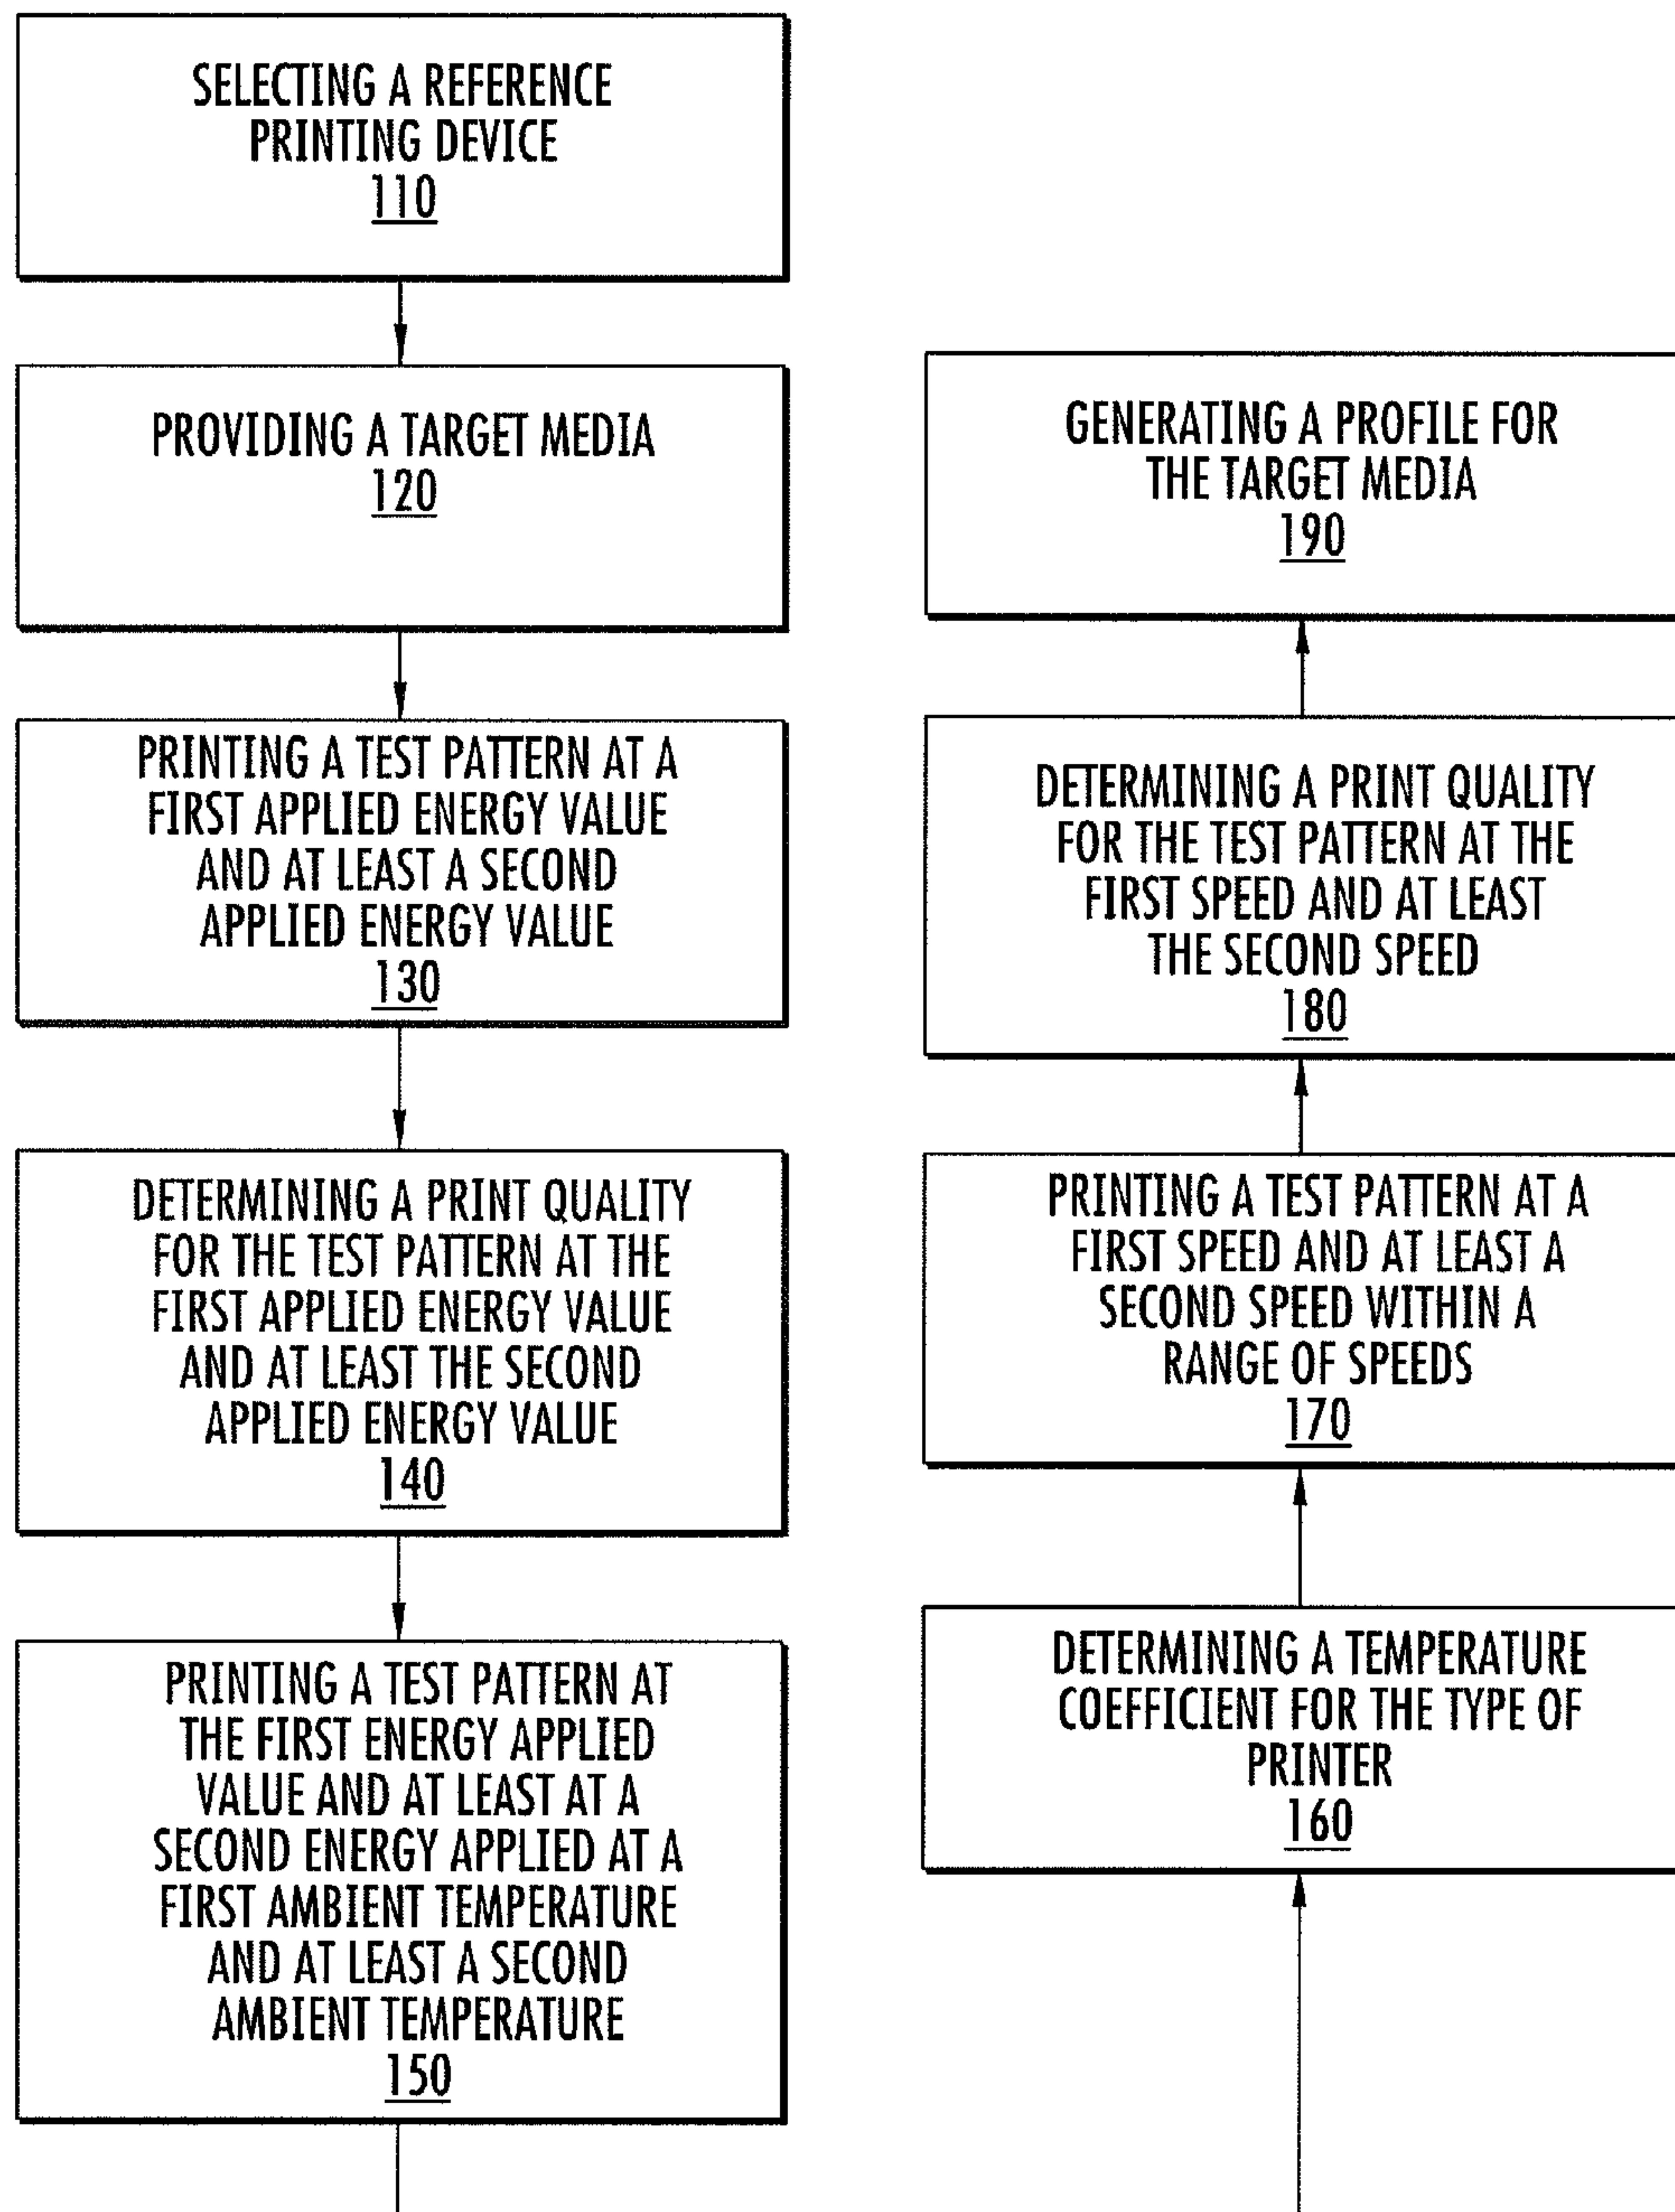 SELECTING A REFERENCE
PRINTING DEVICE
110
PROVIDING A TARGET MEDIA
120
PRINTING A TEST PATTERN AT A
FIRST APPLIED ENERGY VALUE
AND AT LEAST A SECOND
APPLIED ENERGY VALUE
130
DETERMINING A PRINT QUALITY
FOR THE TEST PATTERN AT THE
FIRST APPLIED ENERGY VALUE
AND AT LEAST THE SECOND
APPLIED ENERGY VALUE
140
PRINTING A TEST PATTERN AT
THE FIRST ENERGY APPLIED
VALUE AND AT LEAST AT A
SECOND ENERGY APPLIED AT A
FIRST AMBIENT TEMPERATURE
AND AT LEAST A SECOND
AMBIENT TEMPERATURE
150
DETERMINING A TEMPERATURE
COEFFICIENT FOR THE TYPE OF
PRINTER
160
PRINTING A TEST PATTERN AT A
FIRST SPEED AND AT LEAST A
SECOND SPEED WITHIN A
RANGE OF SPEEDS
170
DETERMINING A PRINT QUALITY
FOR THE TEST PATTERN AT THE
FIRST SPEED AND AT LEAST
THE SECOND SPEED
180
GENERATING A PROFILE FOR
THE TARGET MEDIA
190